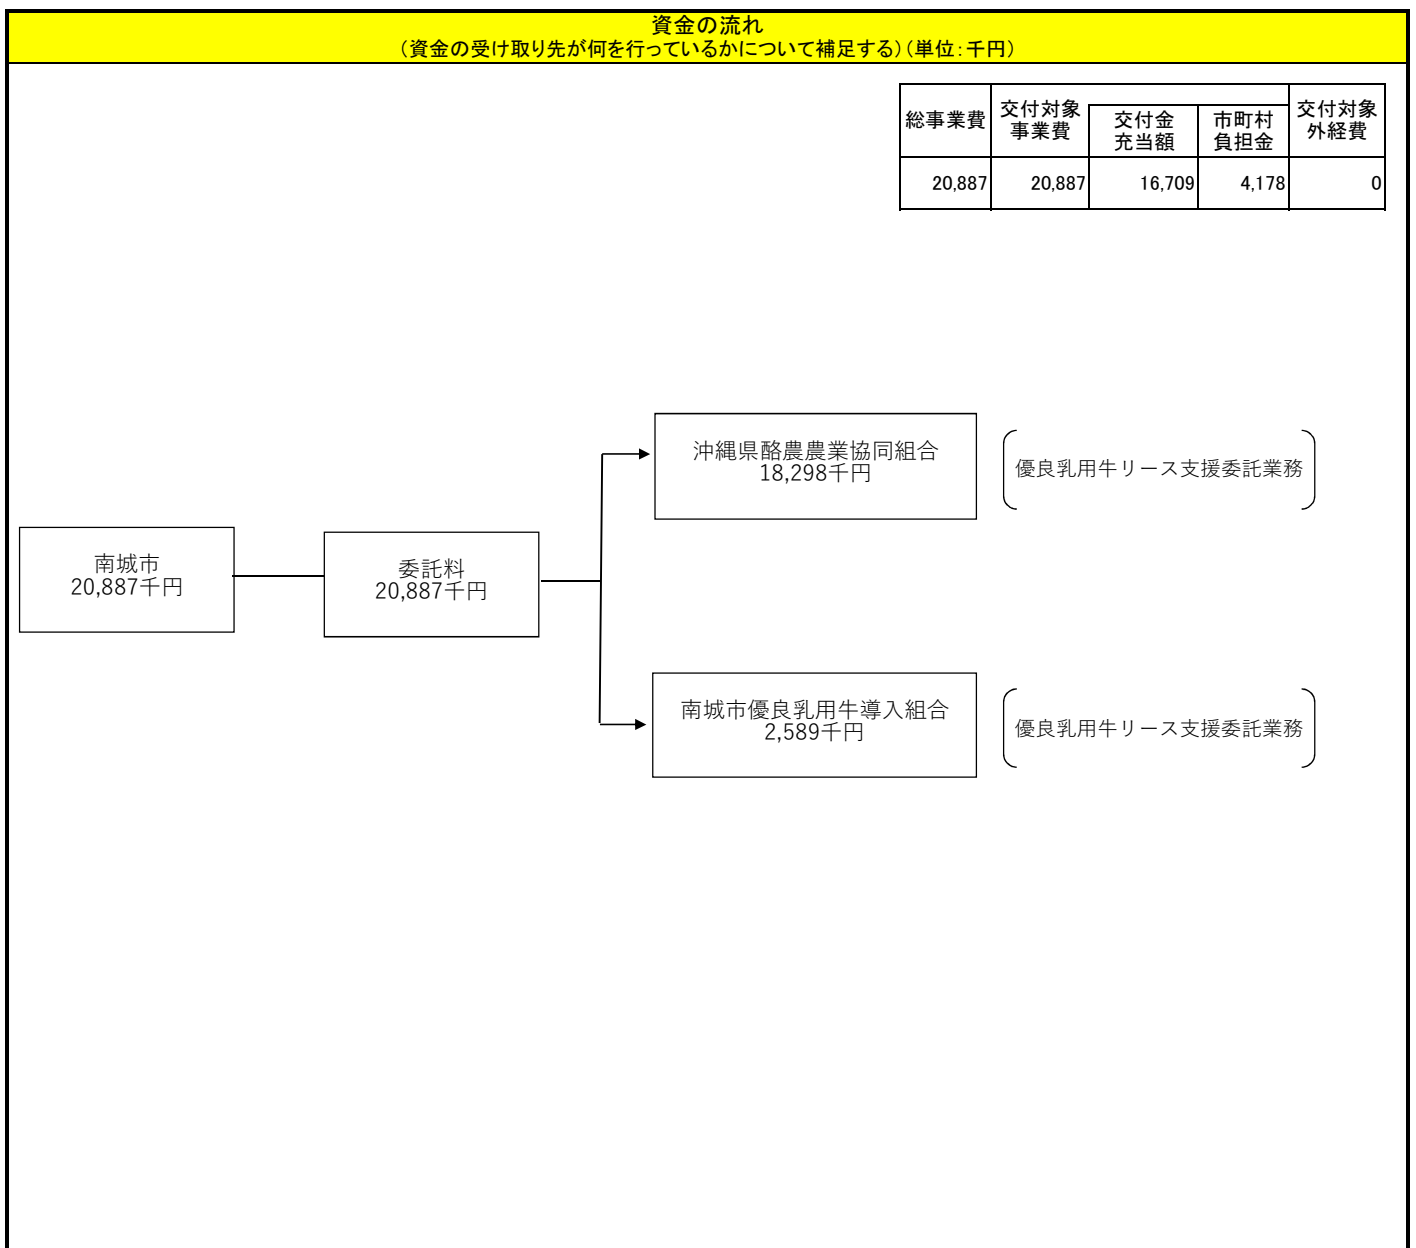 資金の流れ
(資金の受け取り先が何を行っているかについて補足する)(単位:千円)
総事業費
交付対象
事業費
交付金
充当額
市町村
負担金
交付対象
外経費
20,887
20,887
16,709
4,178
0
沖縄県酪農農業協同組合
18,298千円
優良乳用牛リース支援委託業務
南城市
20,887千円
委託料
20,887千円
南城市優良乳用牛導入組合
2,589千円
優良乳用牛リース支援委託業務